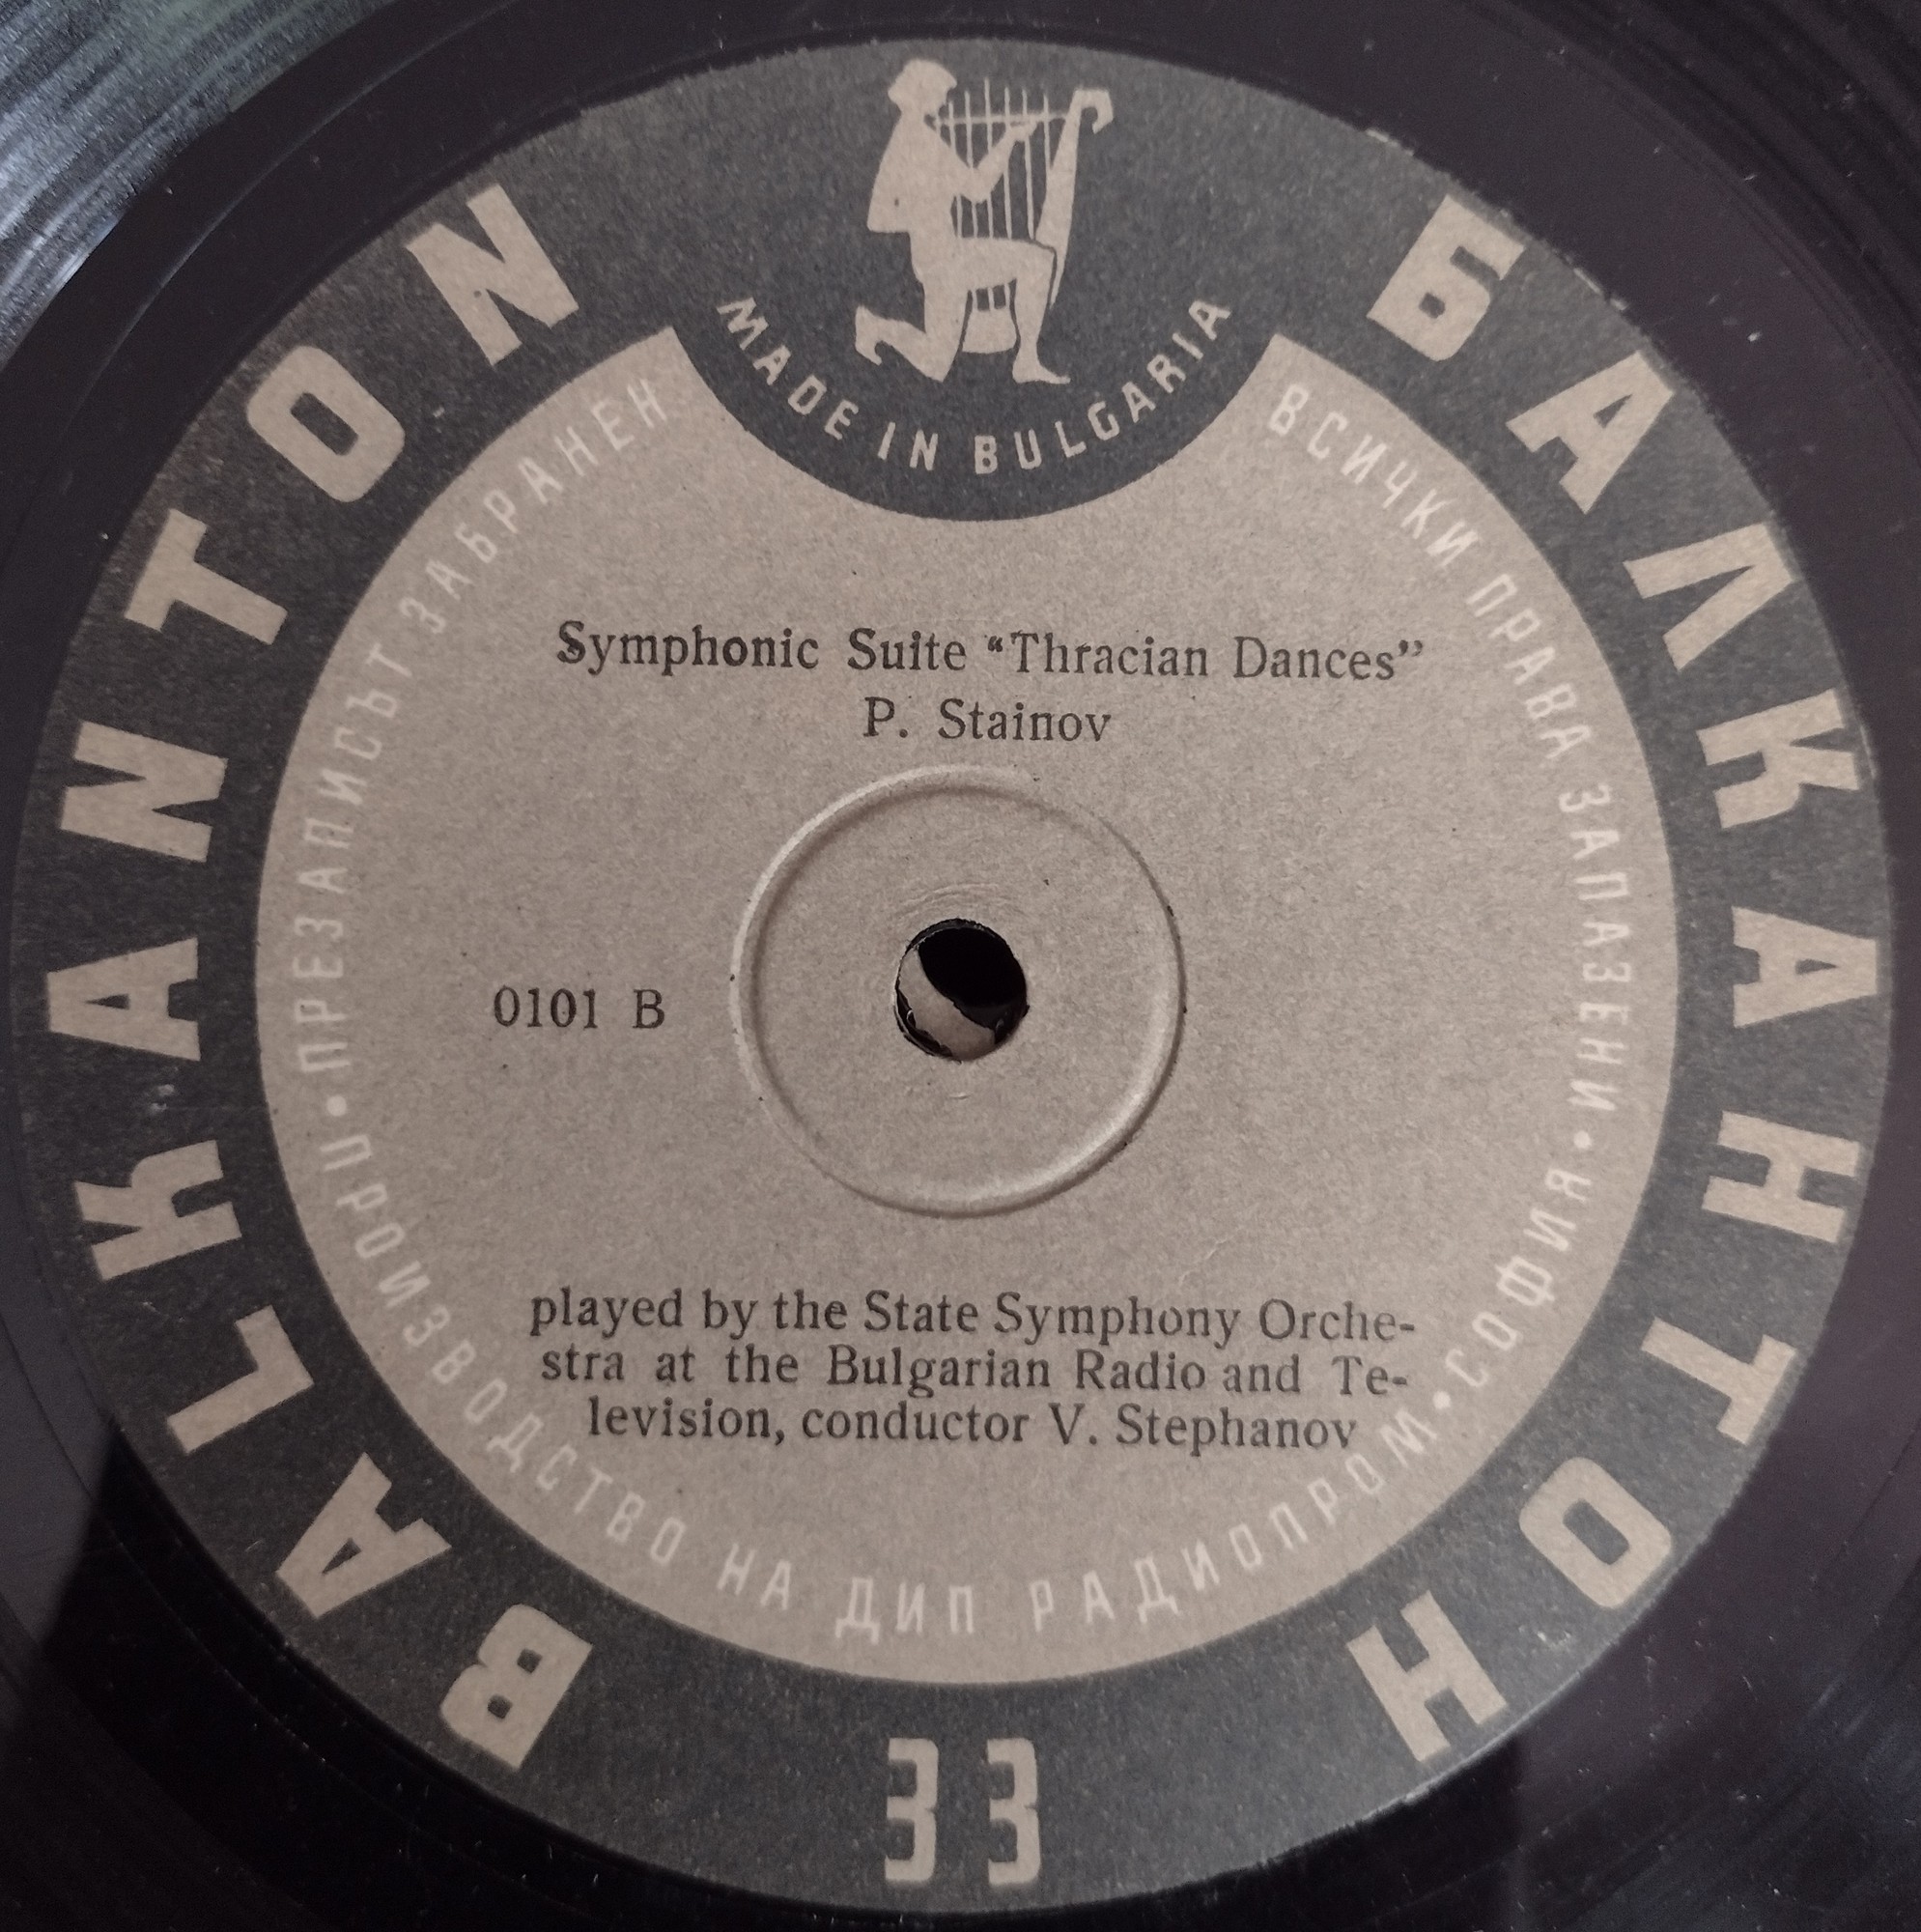 BALKANTON
БАЛКАНТОН
MADE IN BULGARIA
ВСИЧКИ ПРАВА ЗАПАЗЕНИ • СОФИЯ •
ПРОИЗВОДСТВО НА ДИП РАДИОПРОМ
• ПРЕЗАПИСЪТ ЗАБРАНЕН
Symphonic Suite “Thracian Dances”
P. Stainov
0101 B
played by the State Symphony Orche-
stra at the Bulgarian Radio and Te-
levision, conductor V. Stephanov
33